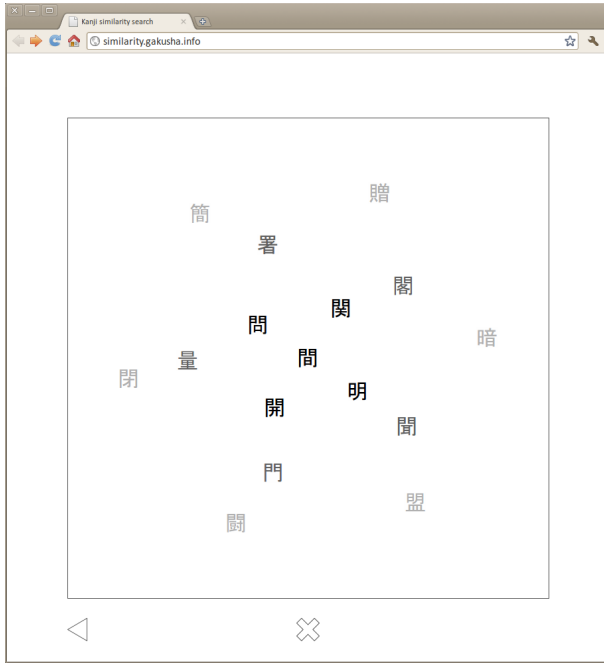 Kanji similarity search
similarity.gakusha.info
贈
簡
署
閣
関
問
暗
間
量
閉
明
開
聞
門
盟
闘